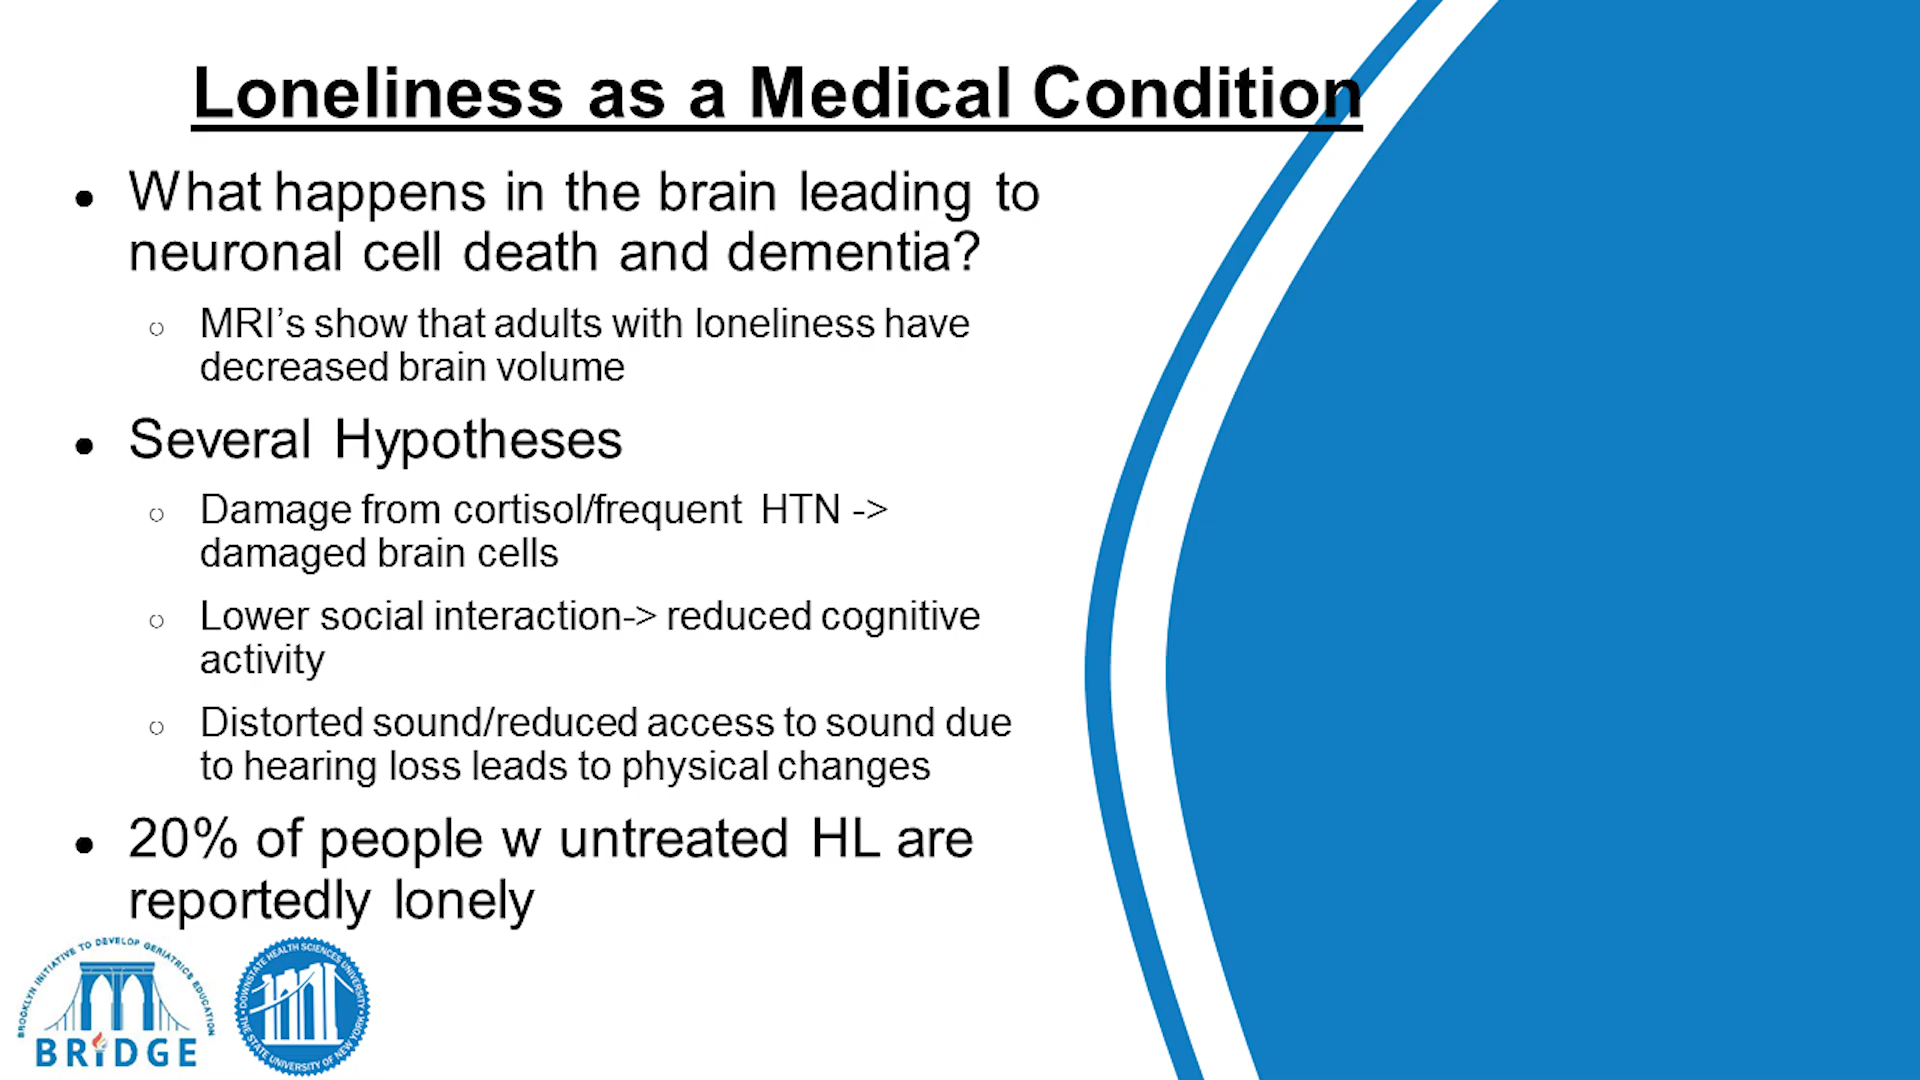 Loneliness as a Medical Condition
● What happens in the brain leading to
neuronal cell death and dementia?
○ MRI’s show that adults with loneliness have
decreased brain volume
● Several Hypotheses
○ Damage from cortisol/frequent HTN ->
damaged brain cells
○ Lower social interaction-> reduced cognitive
activity
○ Distorted sound/reduced access to sound due
to hearing loss leads to physical changes
● 20% of people w untreated HL are
reportedly lonely
BROOKLYN INITIATIVE TO DEVELOP GERIATRICS EDUCATION
BRiDGE
DOWNSTATE HEALTH SCIENCES UNIVERSITY
THE STATE UNIVERSITY OF NEW YORK